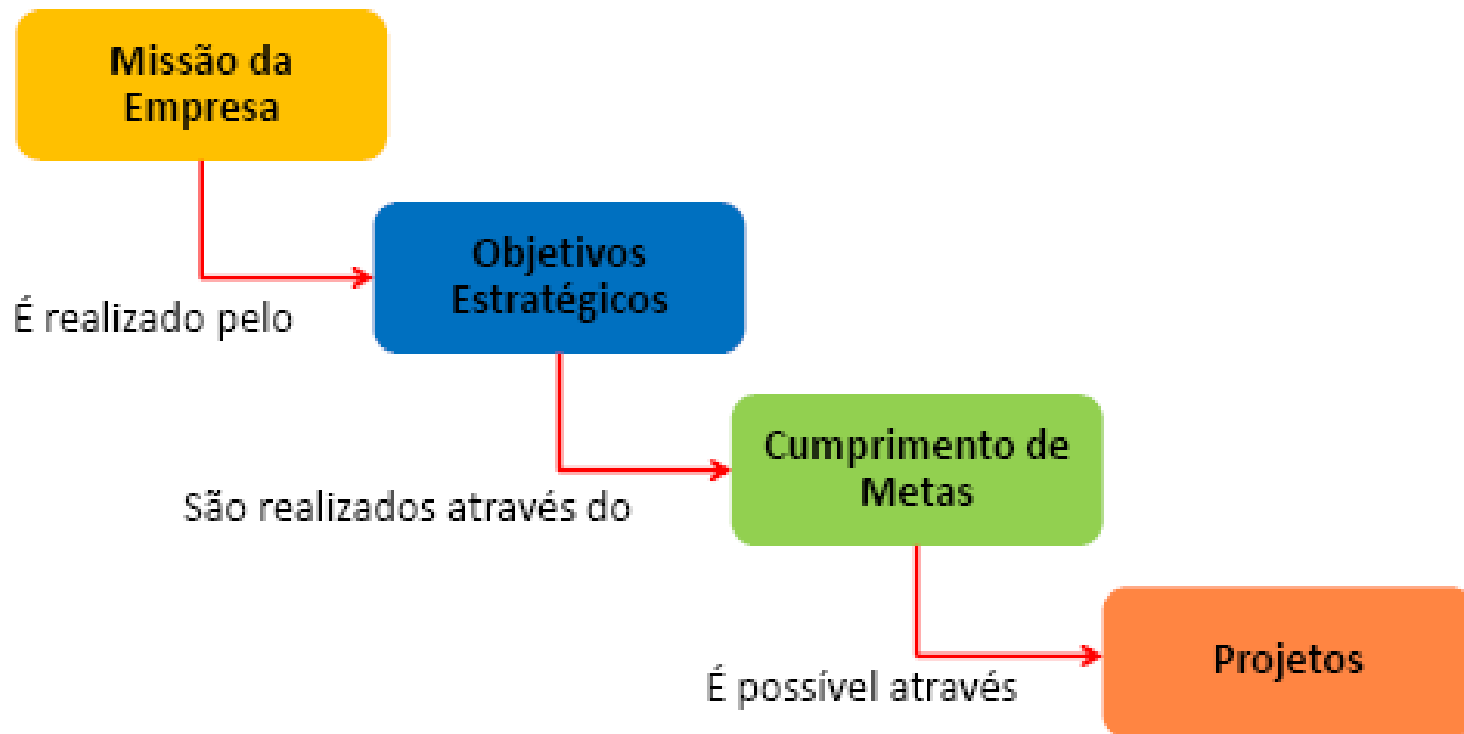 Missão da
Empresa
É realizado pelo
Objetivos
Estratégicos
São realizados através do
Cumprimento de
Metas
É possível através
Projetos